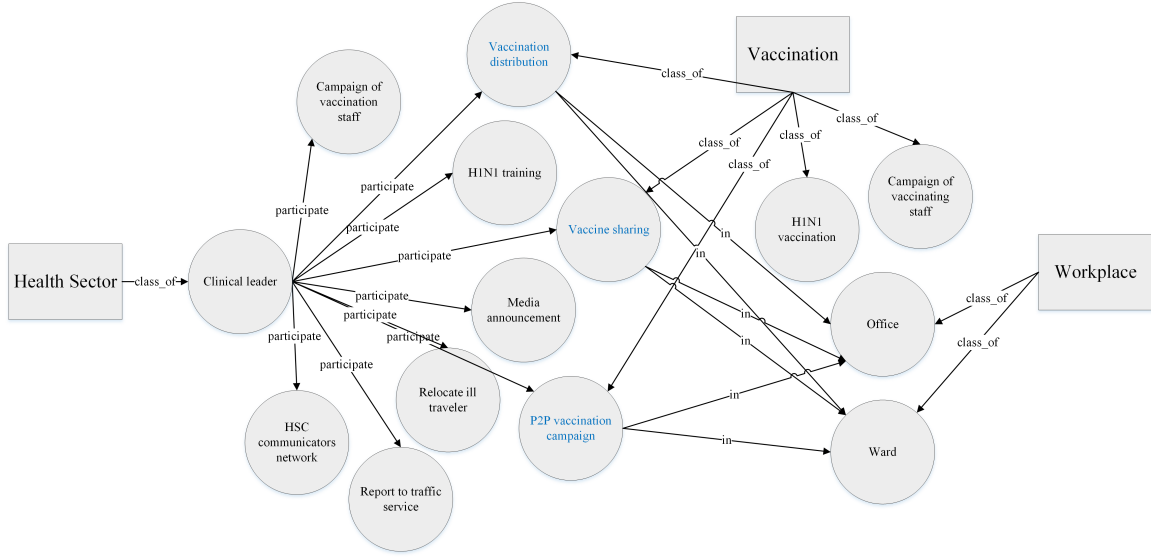 Vaccination
distribution
Vaccination
class_of
Campaign of
vaccination
staff
class_of
class_of
class_of
class_of
H1N1 training
participate
participate
participate
Campaign of
vaccinating
staff
H1N1
vaccination
Vaccine sharing
in
in
participate
Health Sector
class_of
Clinical leader
Workplace
class_of
class_of
participate
Media
announcement
participate
participate
participate
participate
in
in
Office
Relocate ill
traveler
P2P vaccination
campaign
in
in
HSC
communicators
network
Ward
Report to traffic
service